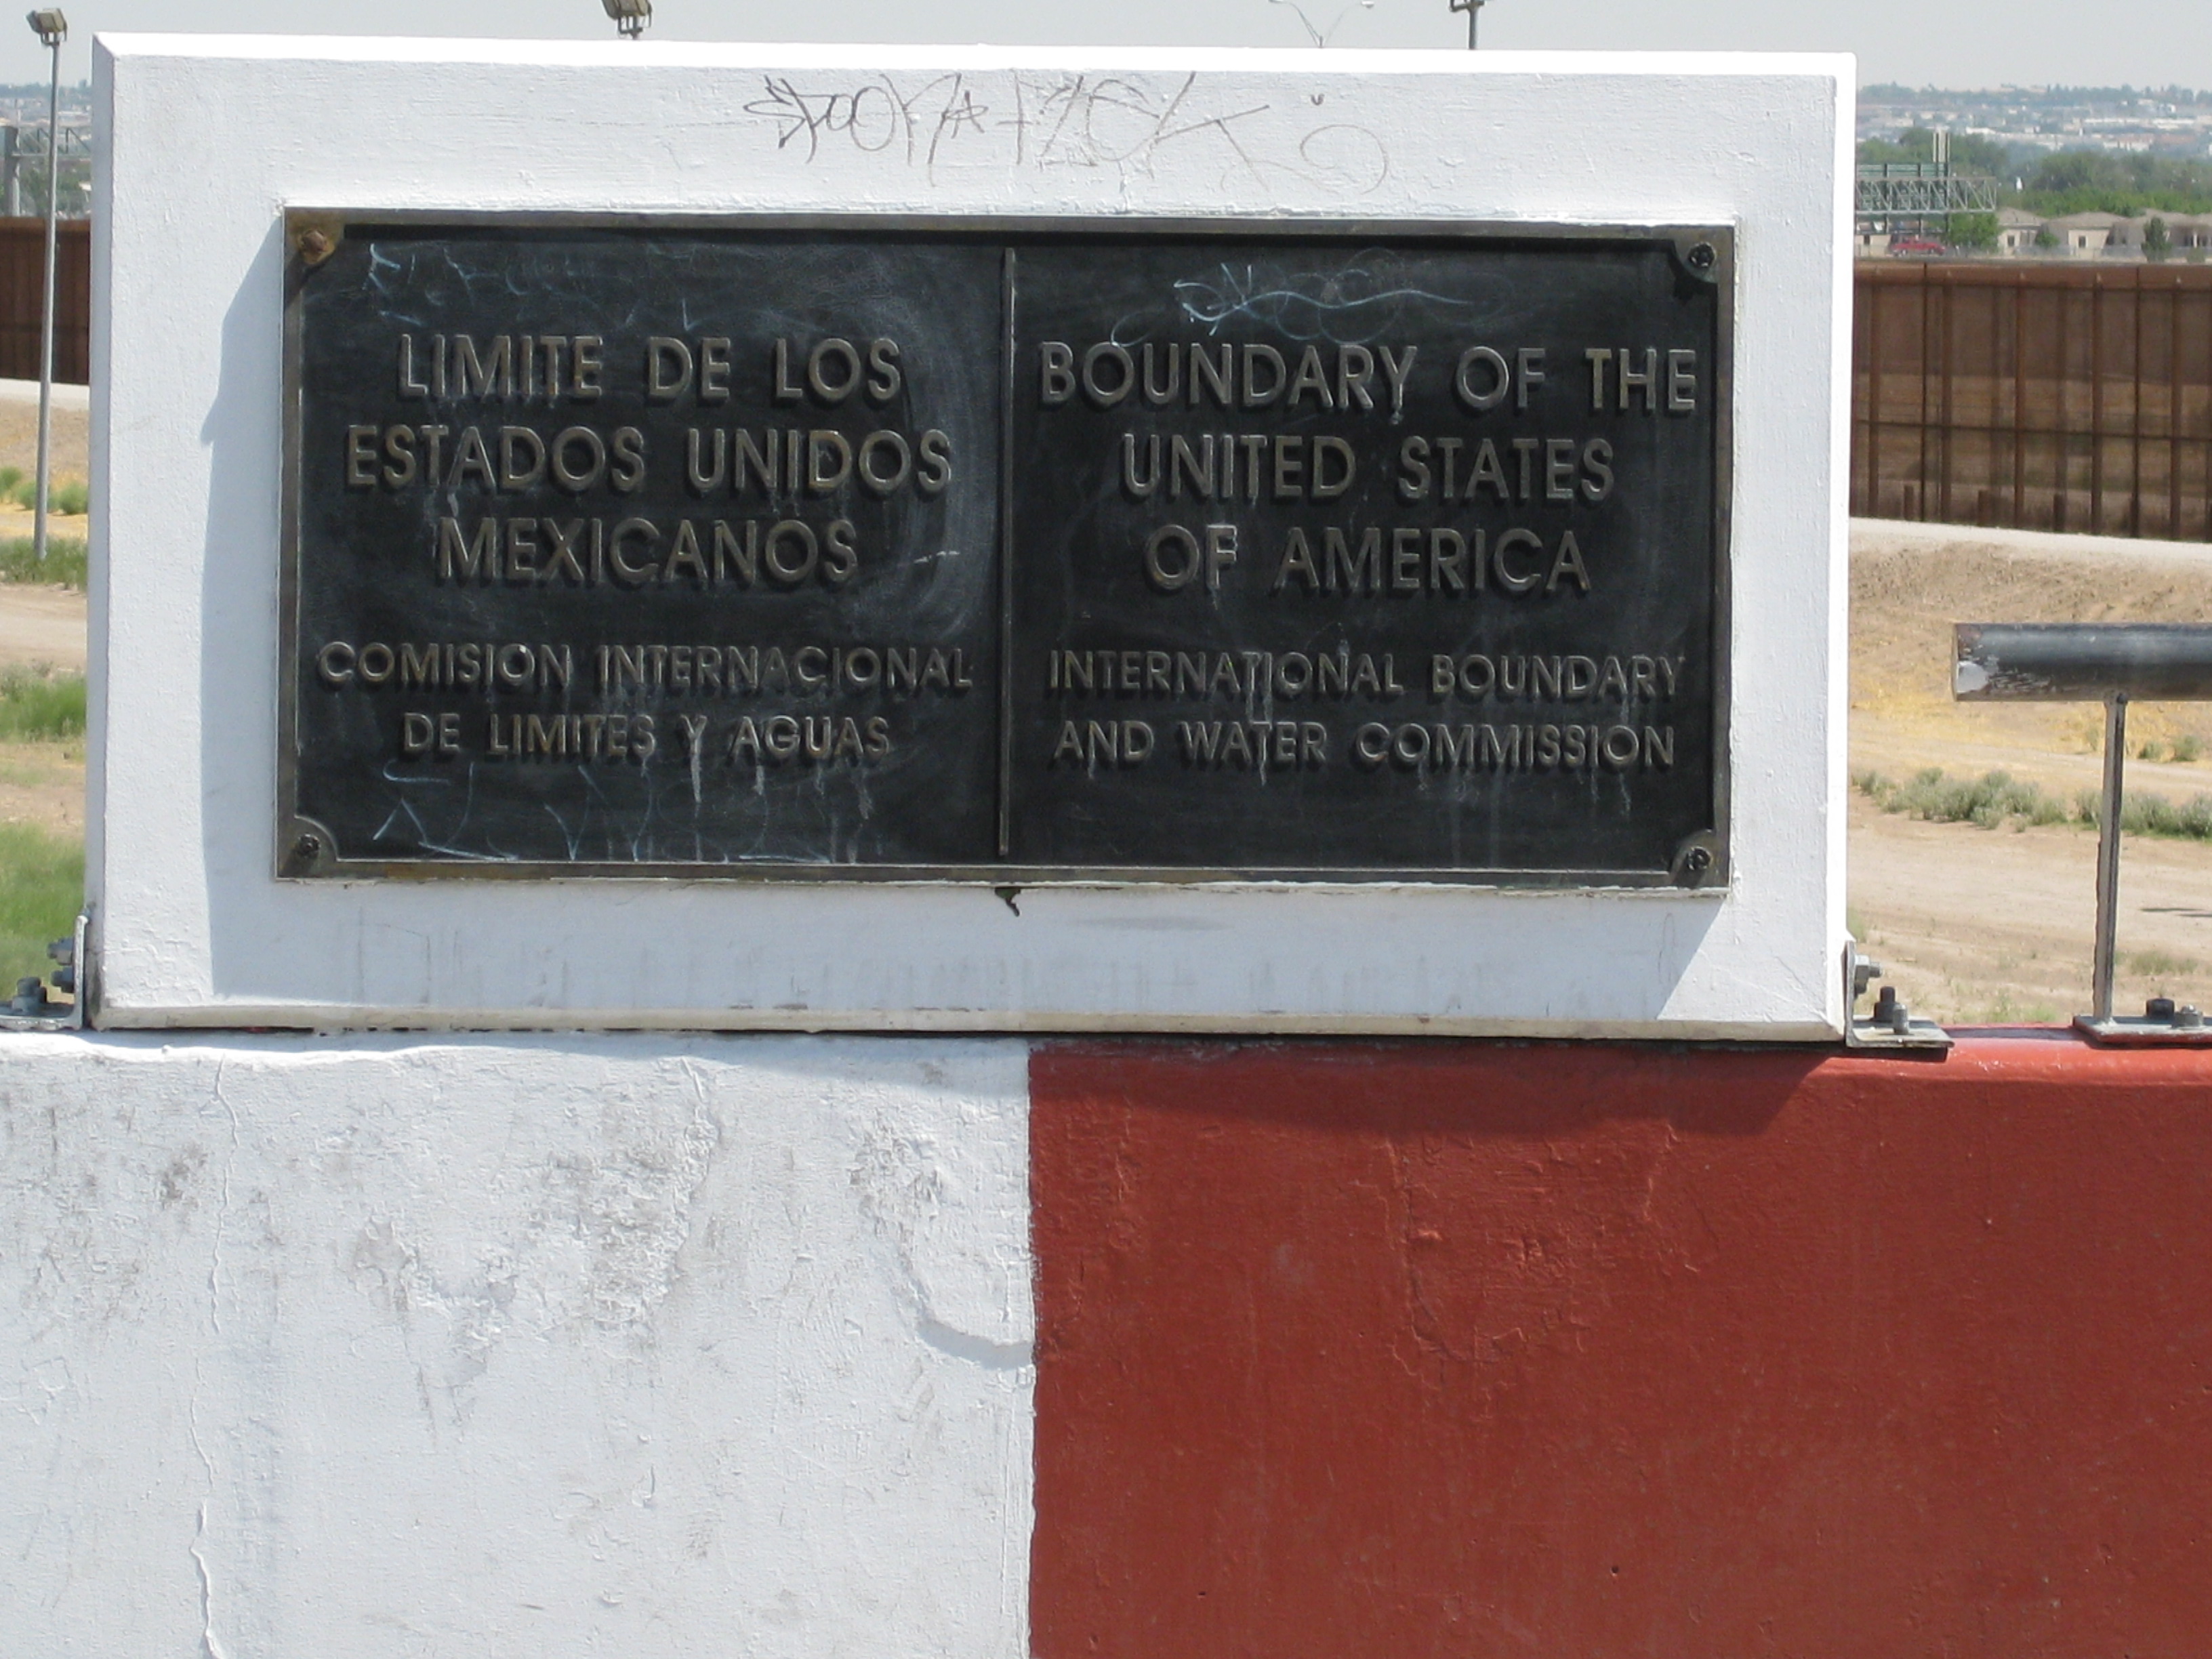 LIMITE DE LOS
ESTADOS UNIDOS
MEXICANOS
COMISION INTERNACIONAL
DE LIMITES Y AGUAS
BOUNDARY OF THE
UNITED STATES
OF AMERICA
INTERNATIONAL BOUNDARY
AND WATER COMMISSION